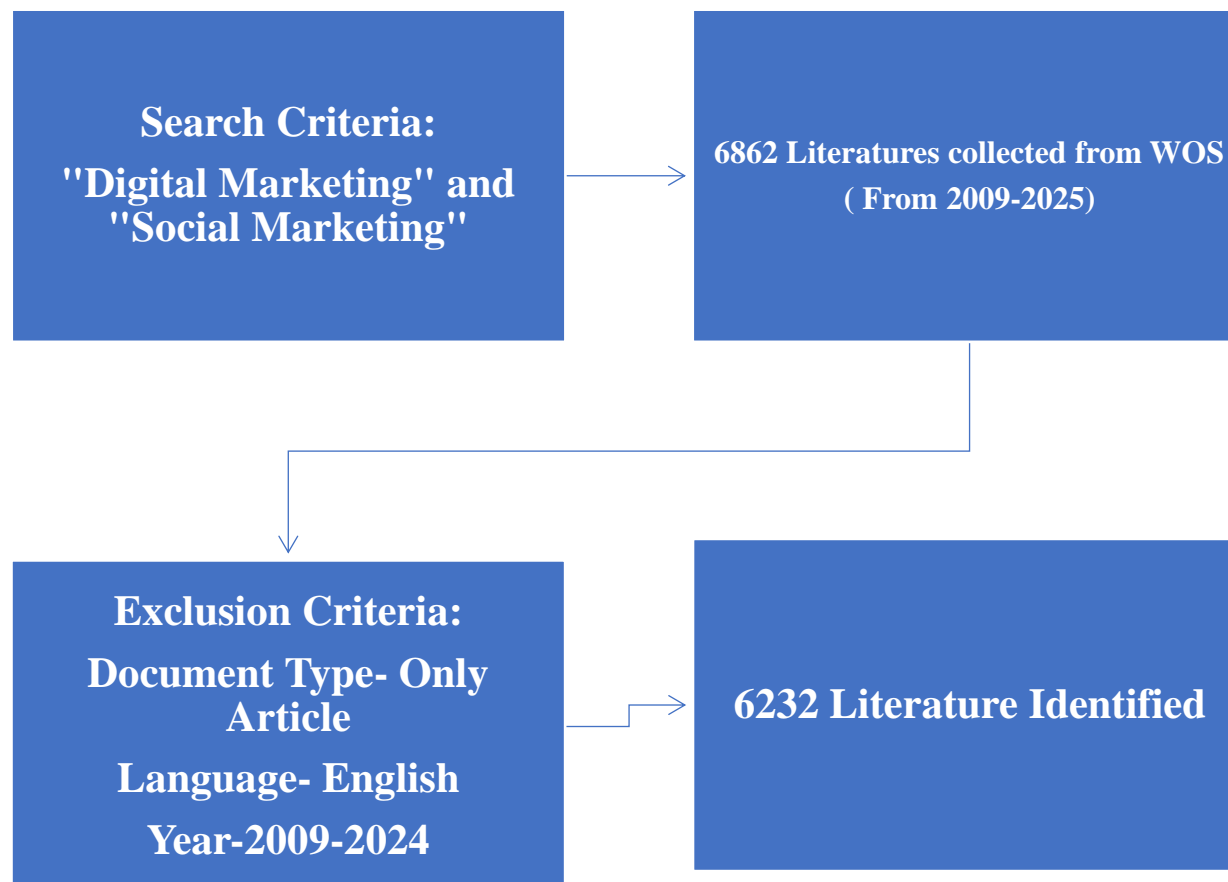 Search Criteria:
"Digital Marketing" and
"Social Marketing"
6862 Literatures collected from WOS
( From 2009-2025)
Exclusion Criteria:
Document Type- Only
Article
Language- English
Year-2009-2024
6232 Literature Identified